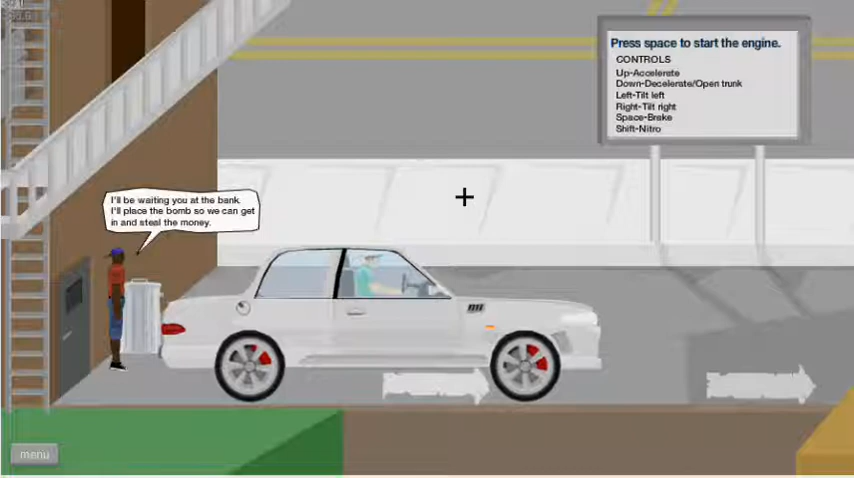 Press space to start the engine.
CONTROLS
Up-Accelerate
Down-Decelerate/Open trunk
Left-Tilt left
Right-Tilt right
Space-Brake
Shift-Nitro
I'll be waiting you at the bank.
I'll place the bomb so we can get
in and steal the money.
menu